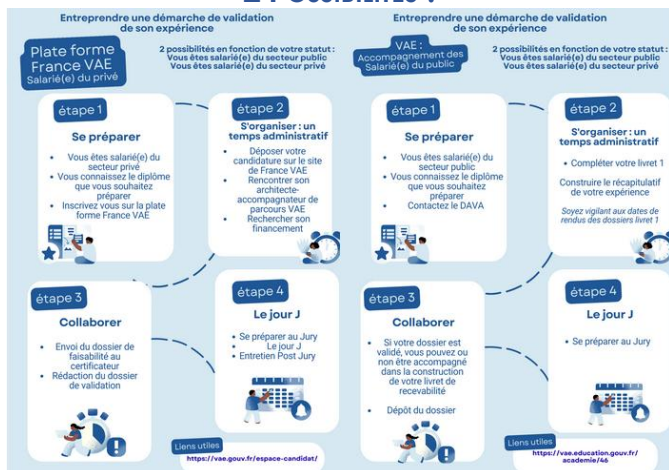 2 POSSIBILITÉS :
Entreprendre une démarche de validation
de son expérience
Plate forme
France VAE
Salarié(e) du privé
2 possibilités en fonction de votre statut :
Vous êtes salarié(e) du secteur public
Vous êtes salarié(e) du secteur privé
étape 1
Se préparer
• Vous êtes salarié(e) du
secteur privé
• Vous connaissez le diplôme
que vous souhaitez
préparer
• Inscrivez vous sur la plate
forme France VAE
étape 2
S'organiser : un
temps administratif
• Déposer votre
candidature sur le site
de France VAE
• Rencontrer son
architecte-
accompagnateur de
parcours VAE
• Rechercher son
financement
étape 3
Collaborer
• Envoi du dossier de
faisabilité au
certificateur
• Rédaction du dossier
de validation
étape 4
Le jour J
• Se préparer au Jury
• Le jour J
• Entretien Post Jury
Liens utiles
https://vae.gouv.fr/espace-candidat/
Entreprendre une démarche de validation
de son expérience
VAE :
Accompagnement des
Salarié(e) du public
2 possibilités en fonction de votre statut :
Vous êtes salarié(e) du secteur public
Vous êtes salarié(e) du secteur privé
étape 1
Se préparer
• Vous êtes salarié(e) du
secteur public
• Vous connaissez le diplôme
que vous souhaitez
préparer
• Contactez le DAVA
étape 2
S'organiser : un
temps administratif
• Compléter votre livret 1
Construire le récapitulatif
de votre expérience
Soyez vigilant aux dates de
rendus des dossiers livret 1
étape 3
Collaborer
• Si votre dossier est
validé, vous pouvez ou
non être accompagné
dans la construction
de votre livret de
recevabilité
• Dépôt du dossier
étape 4
Le jour J
• Se préparer au Jury
Liens utiles
https://vae.education.gouv.fr/
academie/46